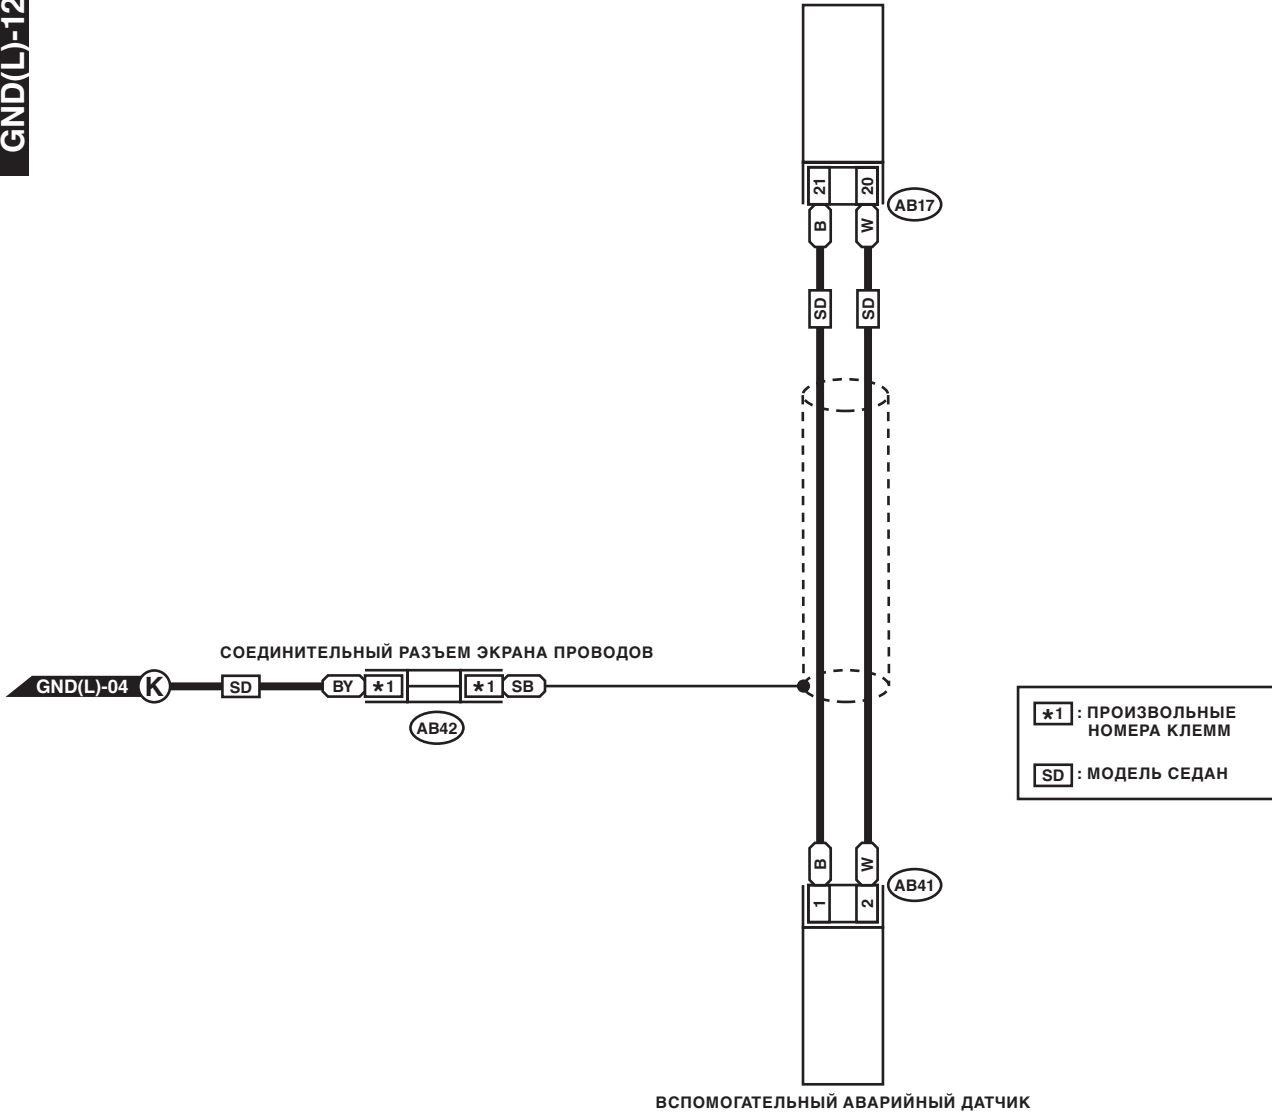 GND(L)-12
21
20
AB17
B
W
SD
SD
СОЕДИНИТЕЛЬНЫЙ РАЗЪЕМ ЭКРАНА ПРОВОДОВ
GND(L)-04 K SD BY *1 *1 SB
AB42
*1 : ПРОИЗВОЛЬНЫЕ
НОМЕРА КЛЕММ
SD : МОДЕЛЬ СЕДАН
B
W
AB41
1
2
ВСПОМОГАТЕЛЬНЫЙ АВАРИЙНЫЙ ДАТЧИК